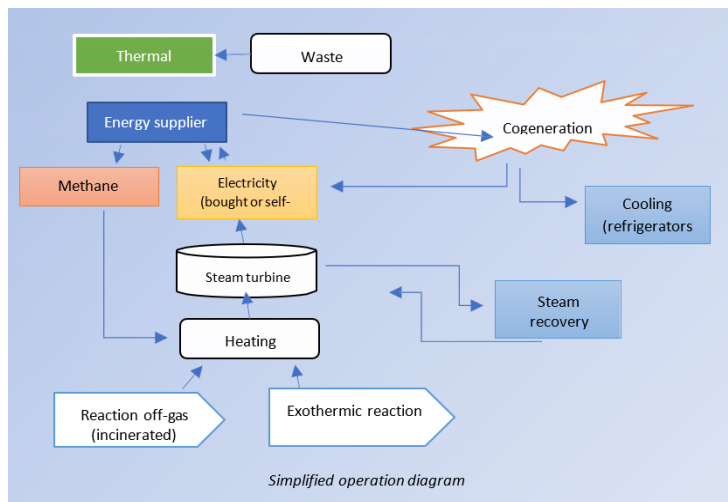 Thermal
Waste
Energy supplier
Cogeneration
Methane
Electricity
(bought or self-
Cooling
(refrigerators
Steam turbine
Steam
recovery
Heating
Reaction off-gas
(incinerated)
Exothermic reaction
Simplified operation diagram